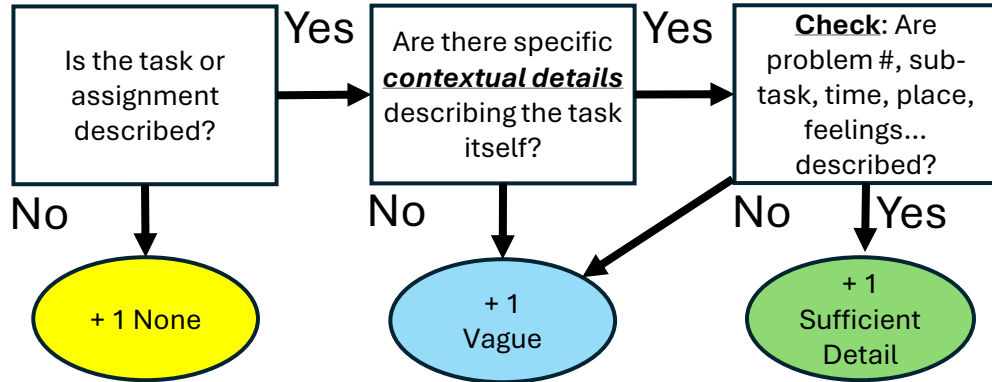 Is the task or
assignment
described?
Yes
Are there specific
contextual details
describing the task
itself?
Yes
Check: Are
problem #, sub-
task, time, place,
feelings...
described?
No
No
No
Yes
+ 1 None
+ 1
Vague
+ 1
Sufficient
Detail